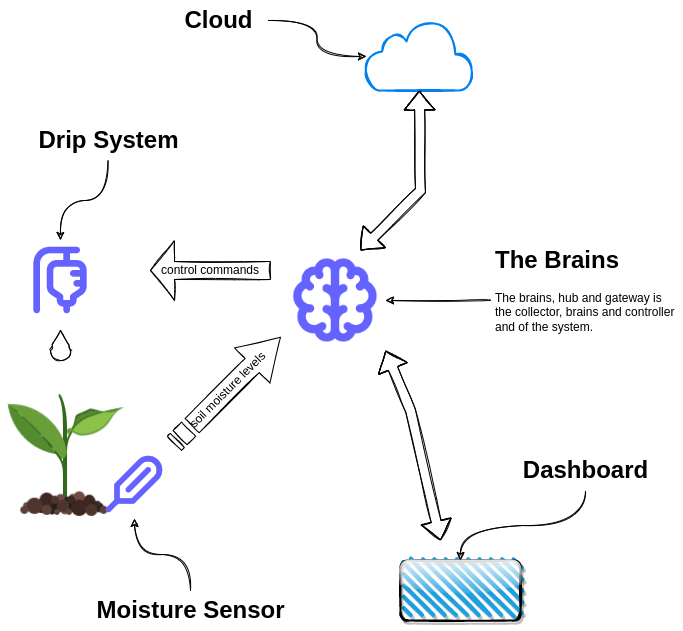 Cloud
Drip System
control commands
The Brains
The brains, hub and gateway is
the collector, brains and controller
and of the system.
soil moisture levels
Dashboard
Moisture Sensor